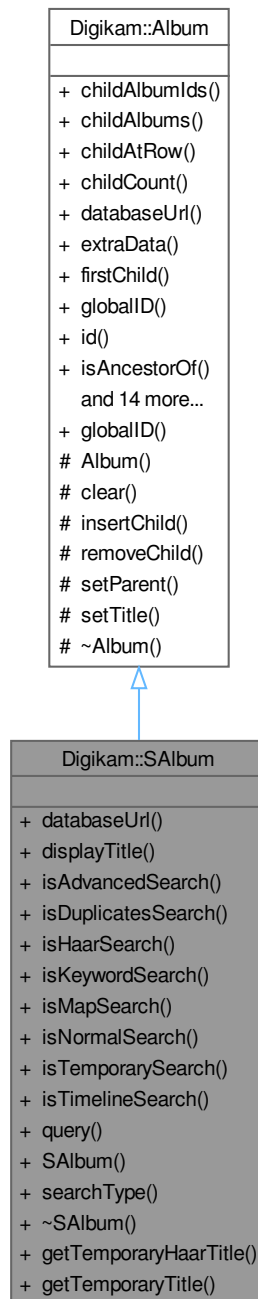 Digikam::Album
+ childAlbumIds()
+ childAlbums()
+ childAtRow()
+ childCount()
+ databaseUrl()
+ extraData()
+ firstChild()
+ globalID()
+ id()
+ isAncestorOf()
and 14 more...
+ globalID()
# Album()
# clear()
# insertChild()
# removeChild()
# setParent()
# setTitle()
# ~Album()
Digikam::SAlbum
+ databaseUrl()
+ displayTitle()
+ isAdvancedSearch()
+ isDuplicatesSearch()
+ isHaarSearch()
+ isKeywordSearch()
+ isMapSearch()
+ isNormalSearch()
+ isTemporarySearch()
+ isTimelineSearch()
+ query()
+ SAlbum()
+ searchType()
+ ~SAlbum()
+ getTemporaryHaarTitle()
+ getTemporaryTitle()